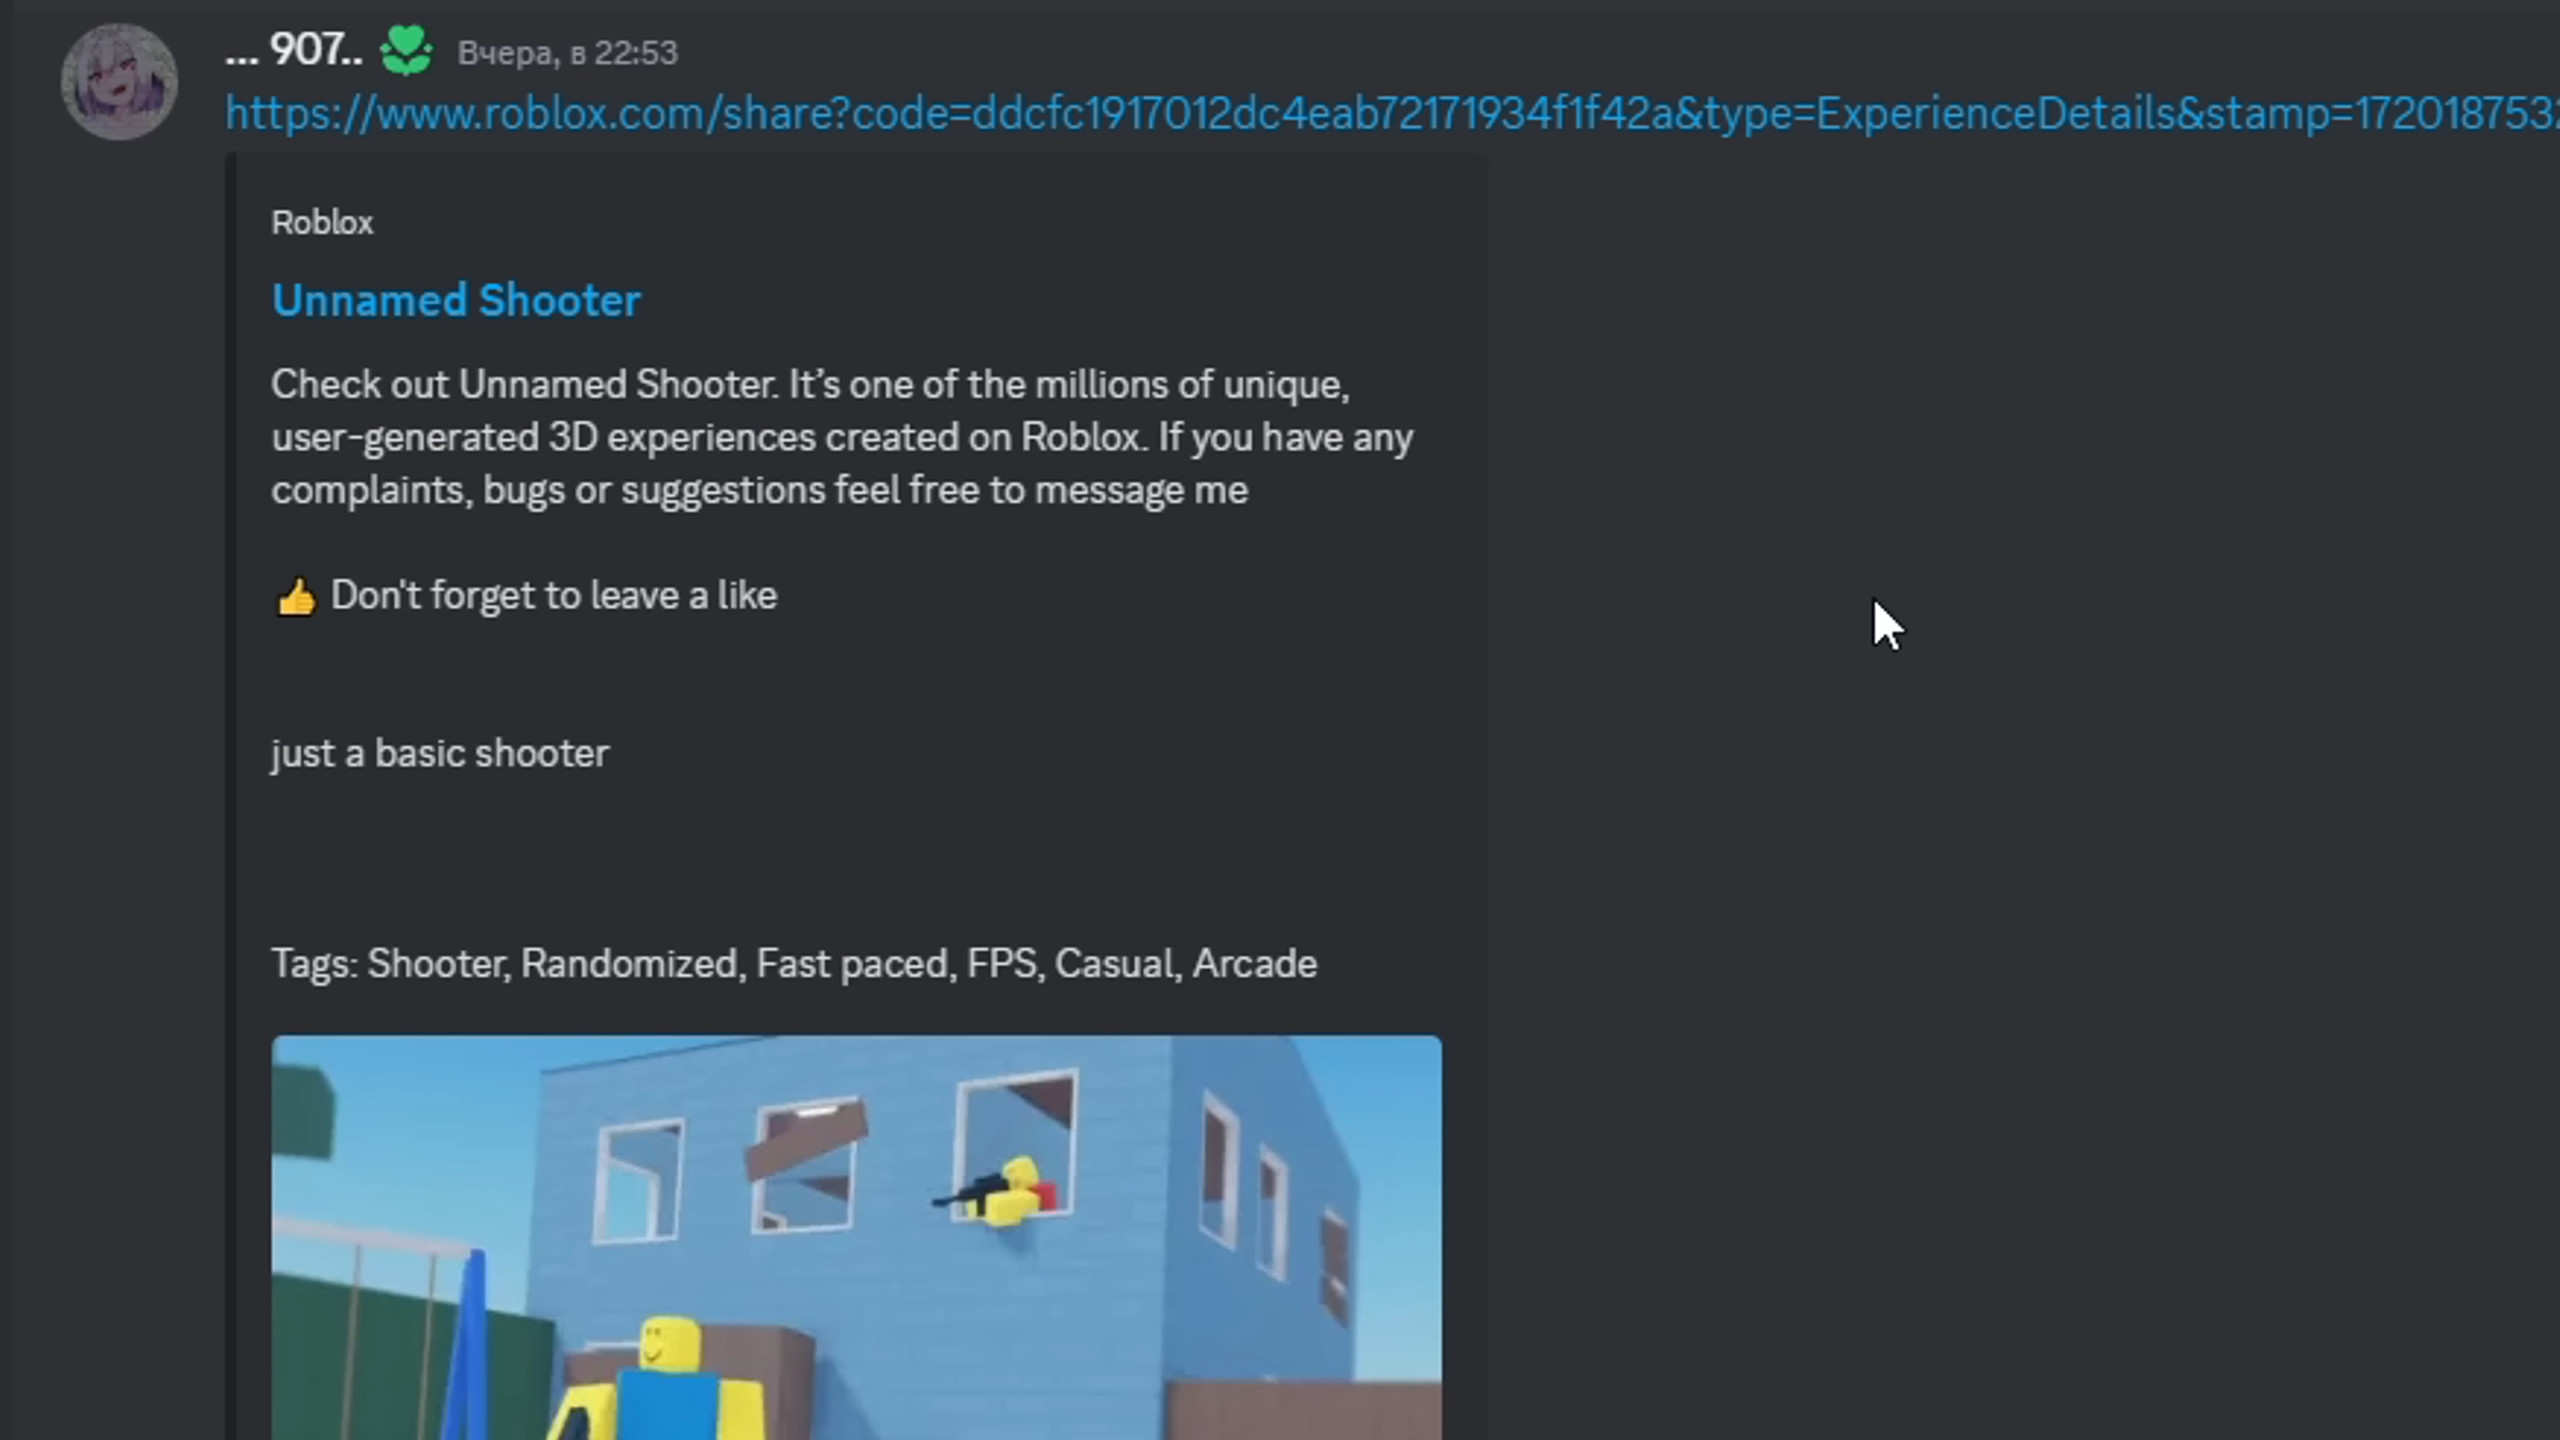 ... 907.. Вчера, в 22:53
https://www.roblox.com/share?code=ddcfc1917012dc4eab72171934f1f42a&type=ExperienceDetails&stamp=172018753
Roblox
Unnamed Shooter
Check out Unnamed Shooter. It’s one of the millions of unique,
user-generated 3D experiences created on Roblox. If you have any
complaints, bugs or suggestions feel free to message me
👍 Don't forget to leave a like
just a basic shooter
Tags: Shooter, Randomized, Fast paced, FPS, Casual, Arcade